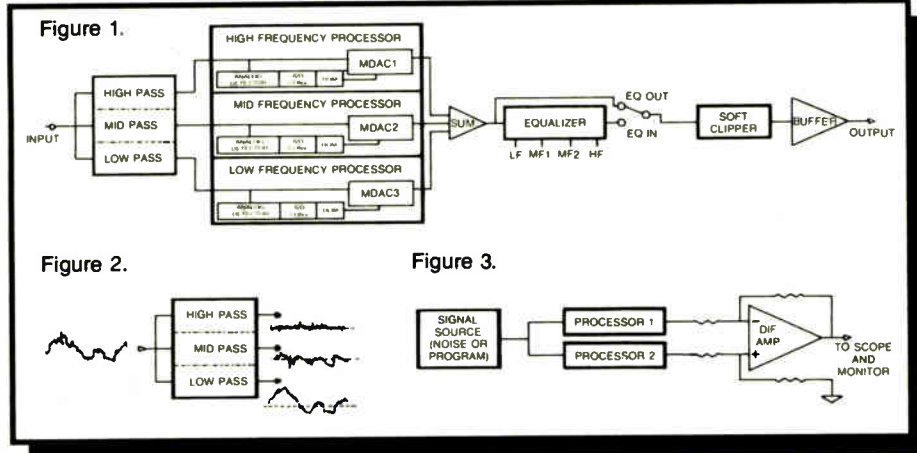 Figure 1.
HIGH FREQUENCY PROCESSOR
MDAC1
MID FREQUENCY PROCESSOR
MDAC2
LOW FREQUENCY PROCESSOR
MDAC3
HIGH PASS
MID PASS
LOW PASS
INPUT
SUM
EQUALIZER
LF MF1 MF2 HF
EQ OUT
EQ IN
SOFT
CLIPPER
BUFFER
OUTPUT
Figure 2.
HIGH PASS
MID PASS
LOW PASS
Figure 3.
SIGNAL
SOURCE
(NOISE OR
PROGRAM)
PROCESSOR 1
PROCESSOR 2
DIF
AMP
TO SCOPE
AND
MONITOR